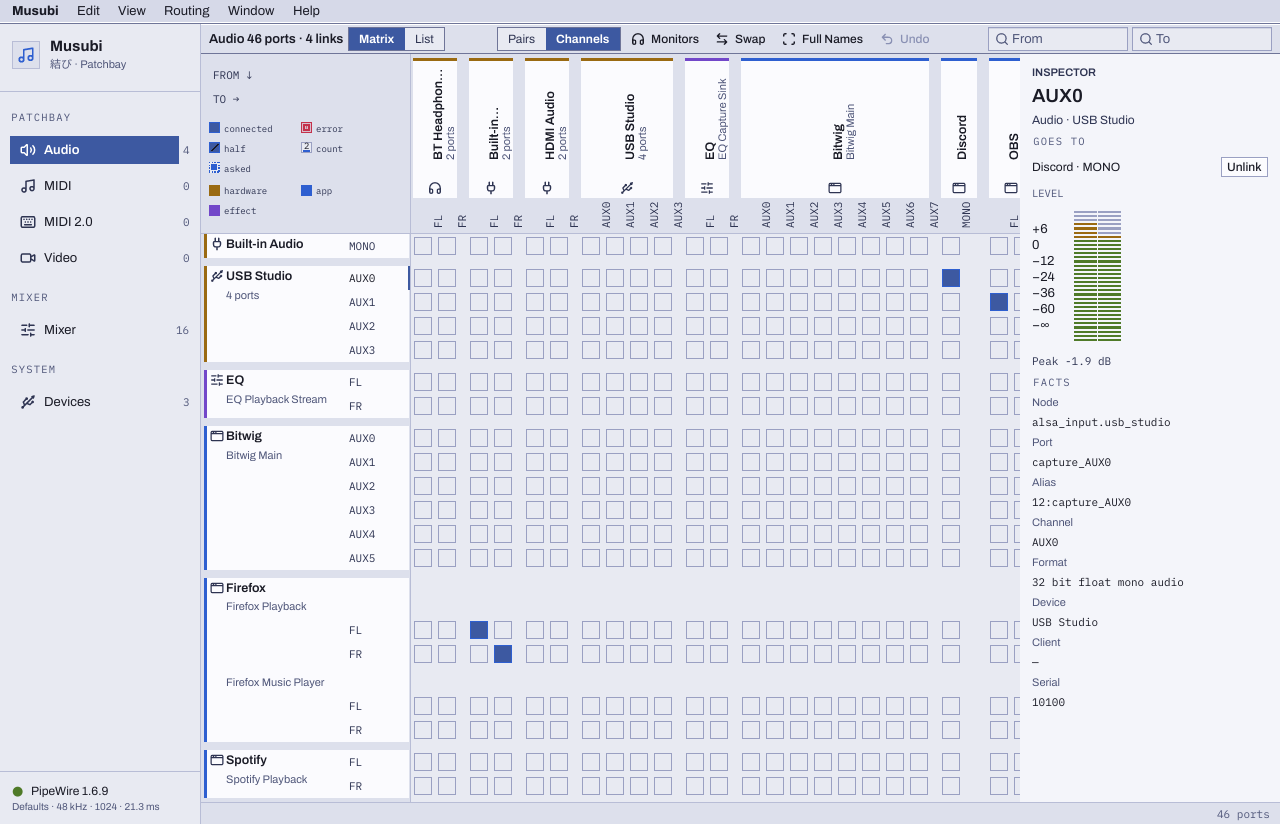 Musubi Edit View Routing Window Help
Musubi
結び · Patchbay
PATCHBAY
Audio 4
MIDI 0
MIDI 2.0 0
Video 0
MIXER
Mixer 16
SYSTEM
Devices 3
PipeWire 1.6.9
Defaults · 48 kHz · 1024 · 21.3 ms
Audio 46 ports · 4 links Matrix List Pairs Channels Monitors Swap Full Names Undo From To
FROM ↓
TO →
connected error
half 2 count
asked
hardware app
effect
BT Headphon…
2 ports
Built-in…
2 ports
HDMI Audio
2 ports
USB Studio
4 ports
EQ
EQ Capture Sink
Bitwig
Bitwig Main
Discord
OBS
FL FR FL FR FL FR AUX0 AUX1 AUX2 AUX3 FL FR AUX0 AUX1 AUX2 AUX3 AUX4 AUX5 AUX6 AUX7 MONO FL
Built-in Audio MONO
USB Studio AUX0
4 ports AUX1
AUX2
AUX3
EQ FL
EQ Playback Stream FR
Bitwig AUX0
Bitwig Main AUX1
AUX2
AUX3
AUX4
AUX5
Firefox
Firefox Playback
FL
FR
Firefox Music Player
FL
FR
Spotify FL
Spotify Playback FR
INSPECTOR
AUX0
Audio · USB Studio
GOES TO
Discord · MONO Unlink
LEVEL
+6
0
−12
−24
−36
−60
−∞
Peak -1.9 dB
FACTS
Node
alsa_input.usb_studio
Port
capture_AUX0
Alias
12:capture_AUX0
Channel
AUX0
Format
32 bit float mono audio
Device
USB Studio
Client
—
Serial
10100
46 ports